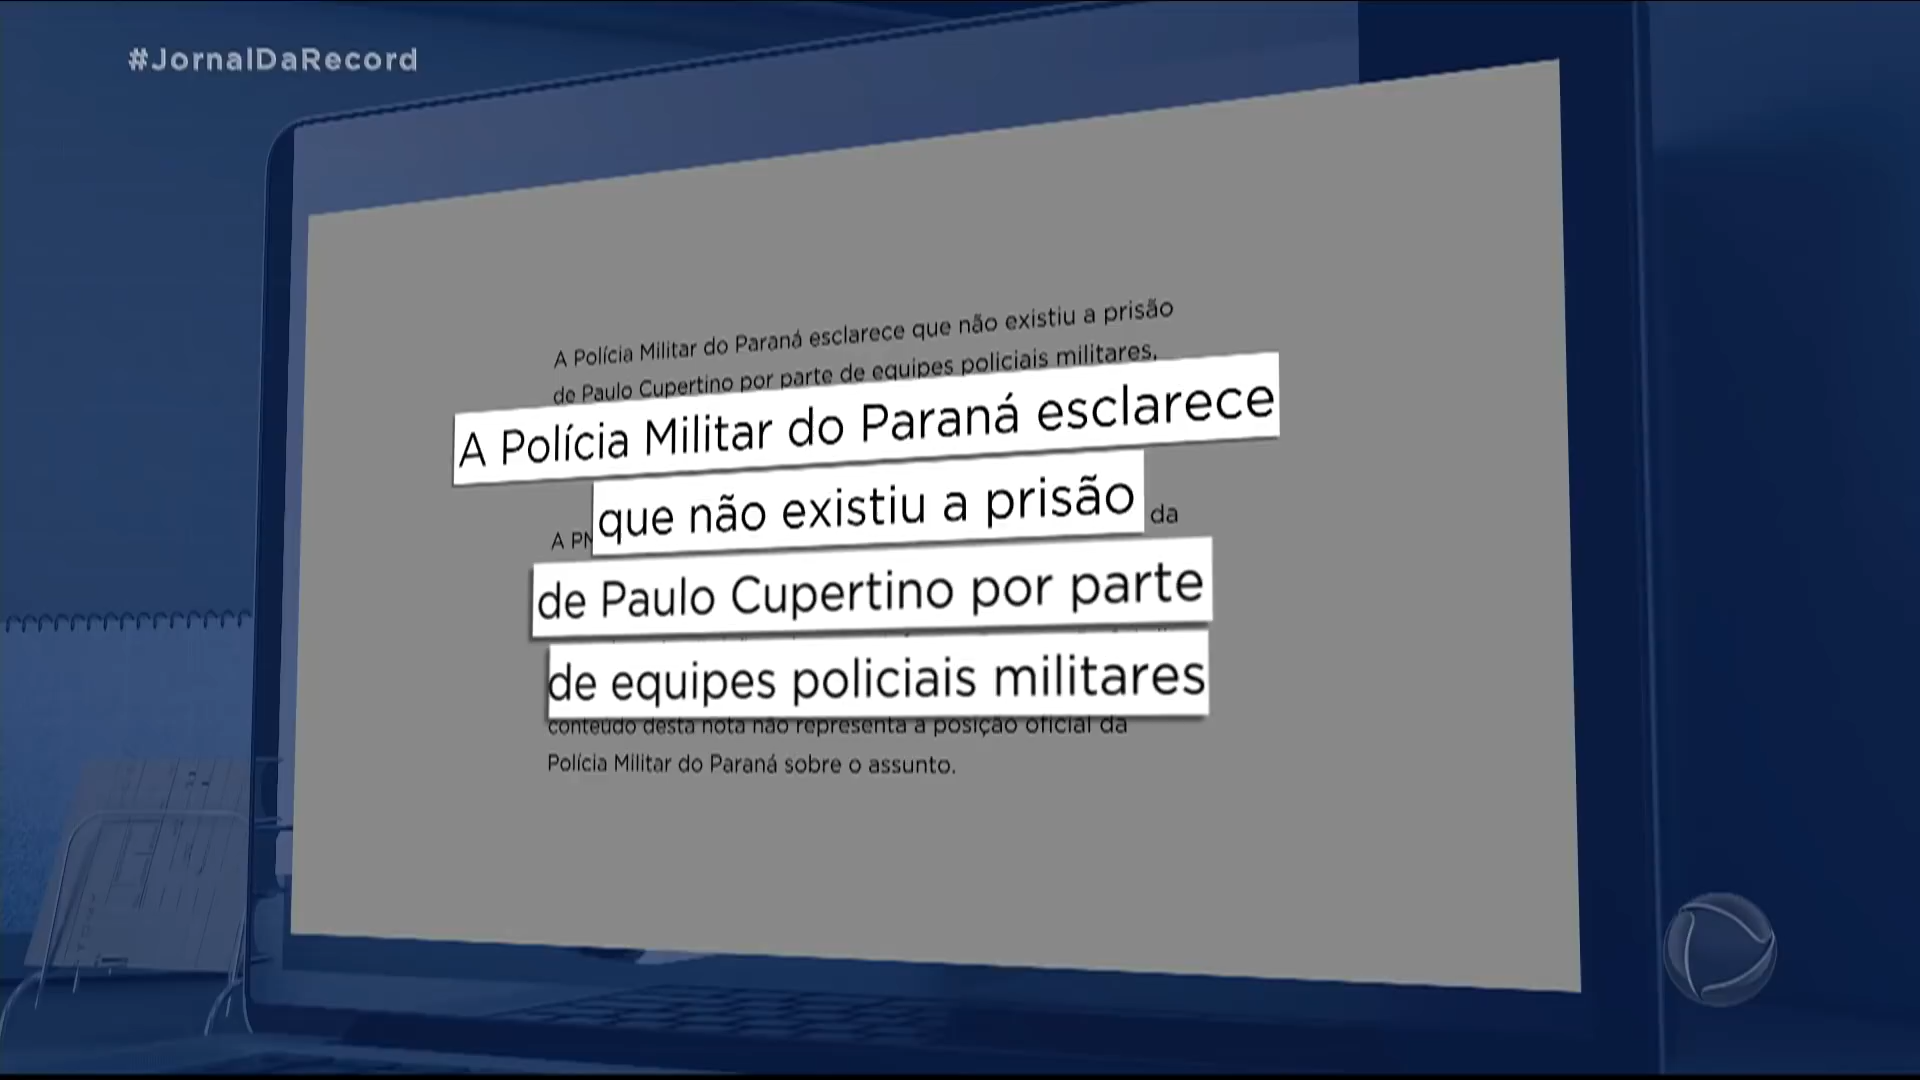 #JornalDaRecord
A Polícia Militar do Paraná esclarece que não existiu a prisão
de Paulo Cupertino por parte de equipes policiais militares,
A Polícia Militar do Paraná esclarece
que não existiu a prisão
A PM
da
de Paulo Cupertino por parte
de equipes policiais militares
conteúdo desta nota não representa a posição oficial da
Polícia Militar do Paraná sobre o assunto.